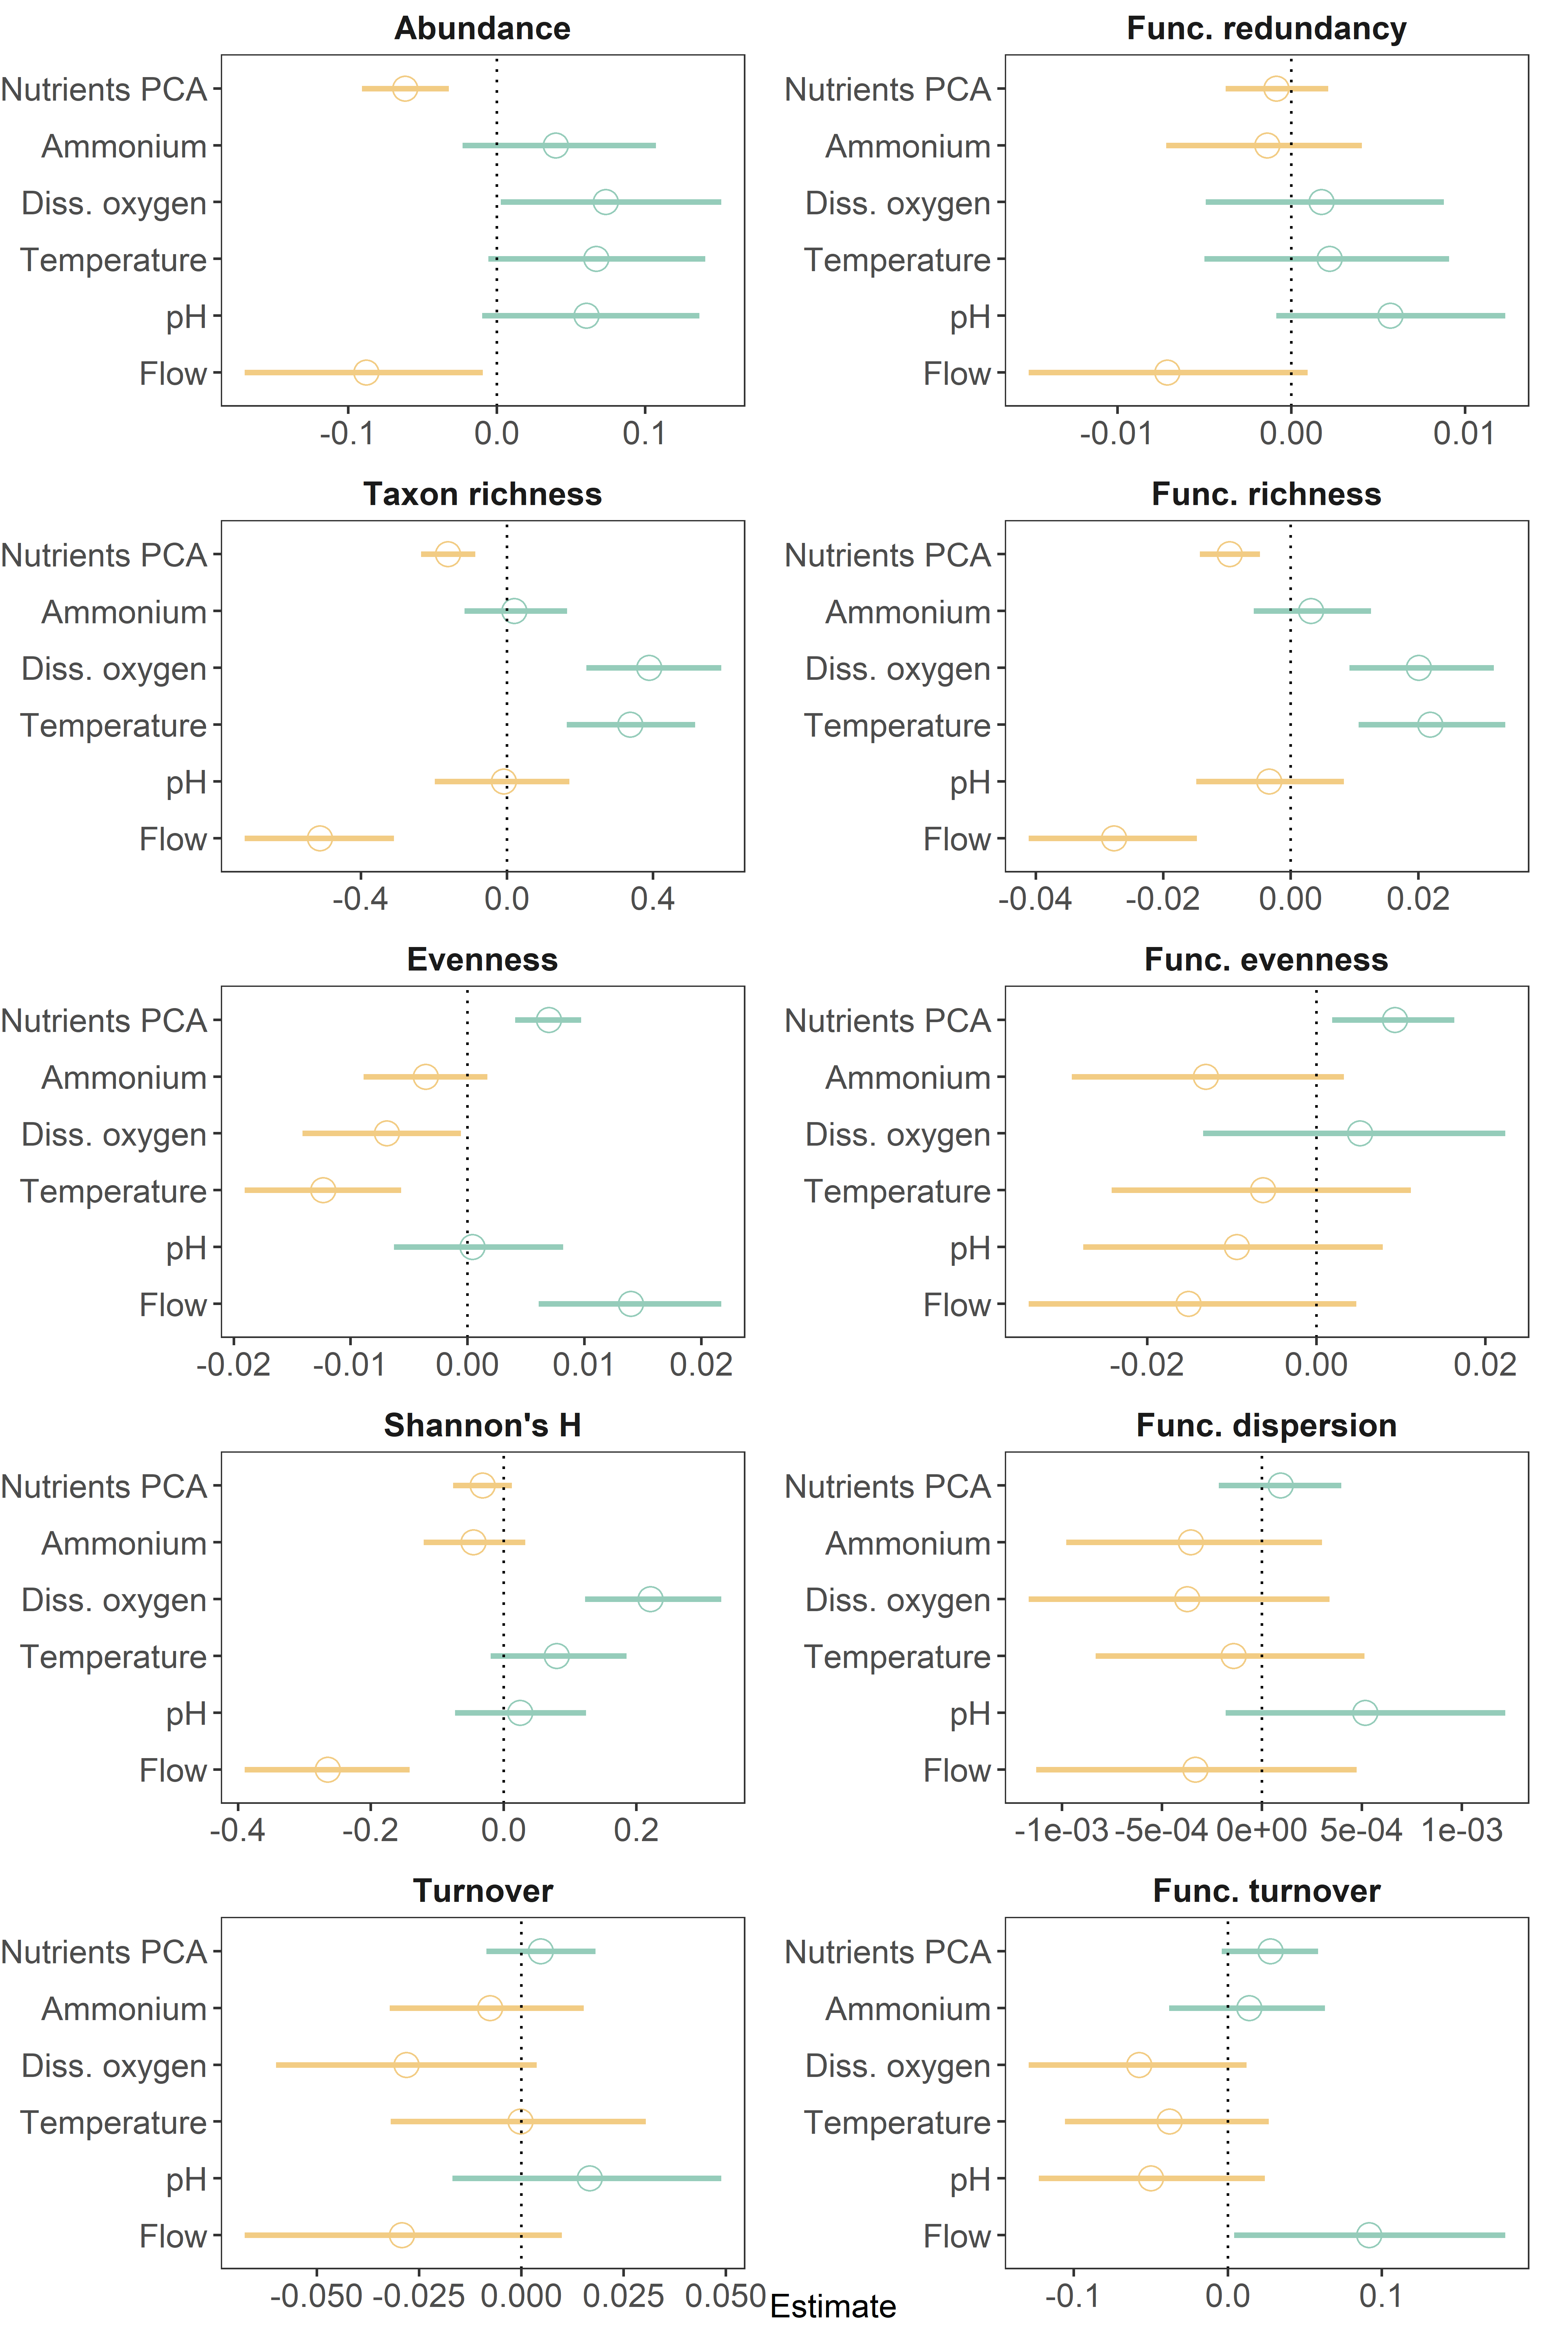 Abundance
Nutrients PCA
Ammonium
Diss. oxygen
Temperature
pH
Flow
-0.1 0.0 0.1
Func. redundancy
Nutrients PCA
Ammonium
Diss. oxygen
Temperature
pH
Flow
-0.01 0.00 0.01
Taxon richness
Nutrients PCA
Ammonium
Diss. oxygen
Temperature
pH
Flow
-0.4 0.0 0.4
Func. richness
Nutrients PCA
Ammonium
Diss. oxygen
Temperature
pH
Flow
-0.04 -0.02 0.00 0.02
Evenness
Nutrients PCA
Ammonium
Diss. oxygen
Temperature
pH
Flow
-0.02 -0.01 0.00 0.01 0.02
Func. evenness
Nutrients PCA
Ammonium
Diss. oxygen
Temperature
pH
Flow
-0.02 0.00 0.02
Shannon's H
Nutrients PCA
Ammonium
Diss. oxygen
Temperature
pH
Flow
-0.4 -0.2 0.0 0.2
Func. dispersion
Nutrients PCA
Ammonium
Diss. oxygen
Temperature
pH
Flow
-1e-03 -5e-04 0e+00 5e-04 1e-03
Turnover
Nutrients PCA
Ammonium
Diss. oxygen
Temperature
pH
Flow
-0.050 -0.025 0.000 0.025 0.050
Func. turnover
Nutrients PCA
Ammonium
Diss. oxygen
Temperature
pH
Flow
-0.1 0.0 0.1
Estimate